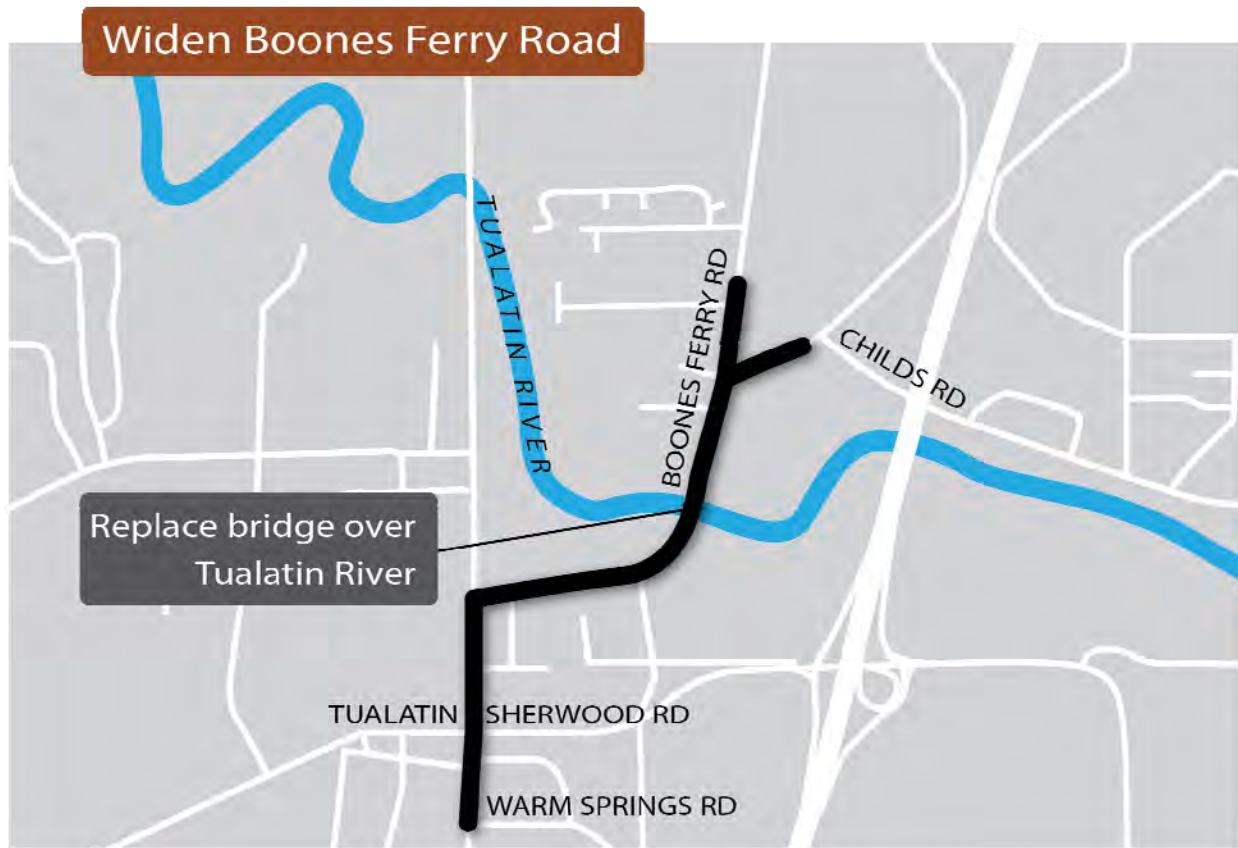 Widen Boones Ferry Road
TUALATIN RIVER
BOONES FERRY RD
CHILDS RD
Replace bridge over
Tualatin River
TUALATIN SHERWOOD RD
WARM SPRINGS RD